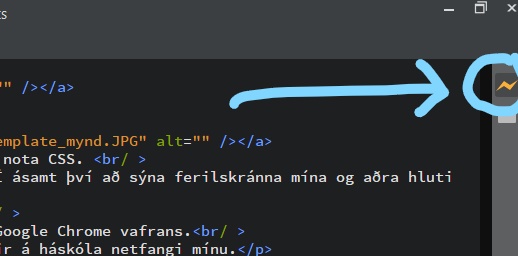 ts
"" /></a>
emplate_mynd.JPG" alt="" /></a>
nota CSS. <br/ >
ásamt því að sýna ferilskránna mína og aðra hluti
/ >
Google Chrome vafrans.<br/ >
ir á háskóla netfangi mínu.</p>